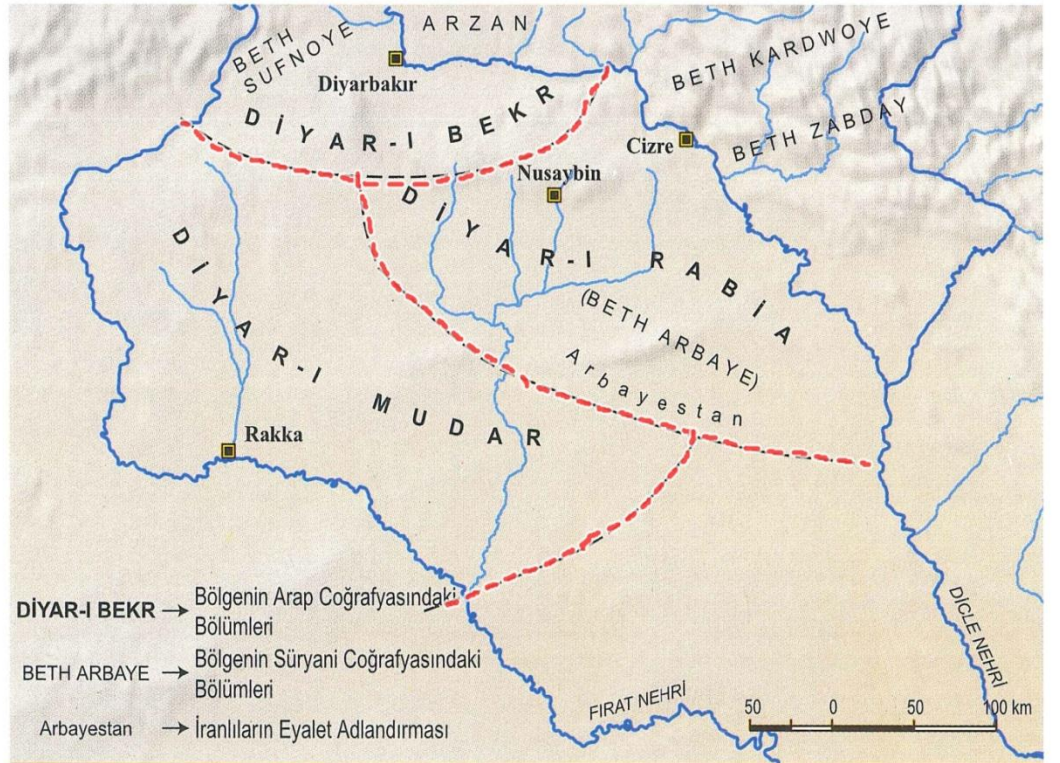 BETH
SUFNOYE
ARZAN
Diyarbakır
BETH KARDWOYE
DİYAR-I BEKR
BETH ZABDAY
Cizre
Nusaybin
DİYAR-I RABİA
(BETH ARBAYE)
Arbayestan
DİYAR-I MUDAR
Rakka
DİYAR-I BEKR → Bölgenin Arap Coğrafyasındaki
Bölümleri
BETH ARBAYE → Bölgenin Süryani Coğrafyasındaki
Bölümleri
Arbayestan → İranlıların Eyalet Adlandırması
FIRAT NEHRİ
DİCLE NEHRİ
50 25 0 50 100 km